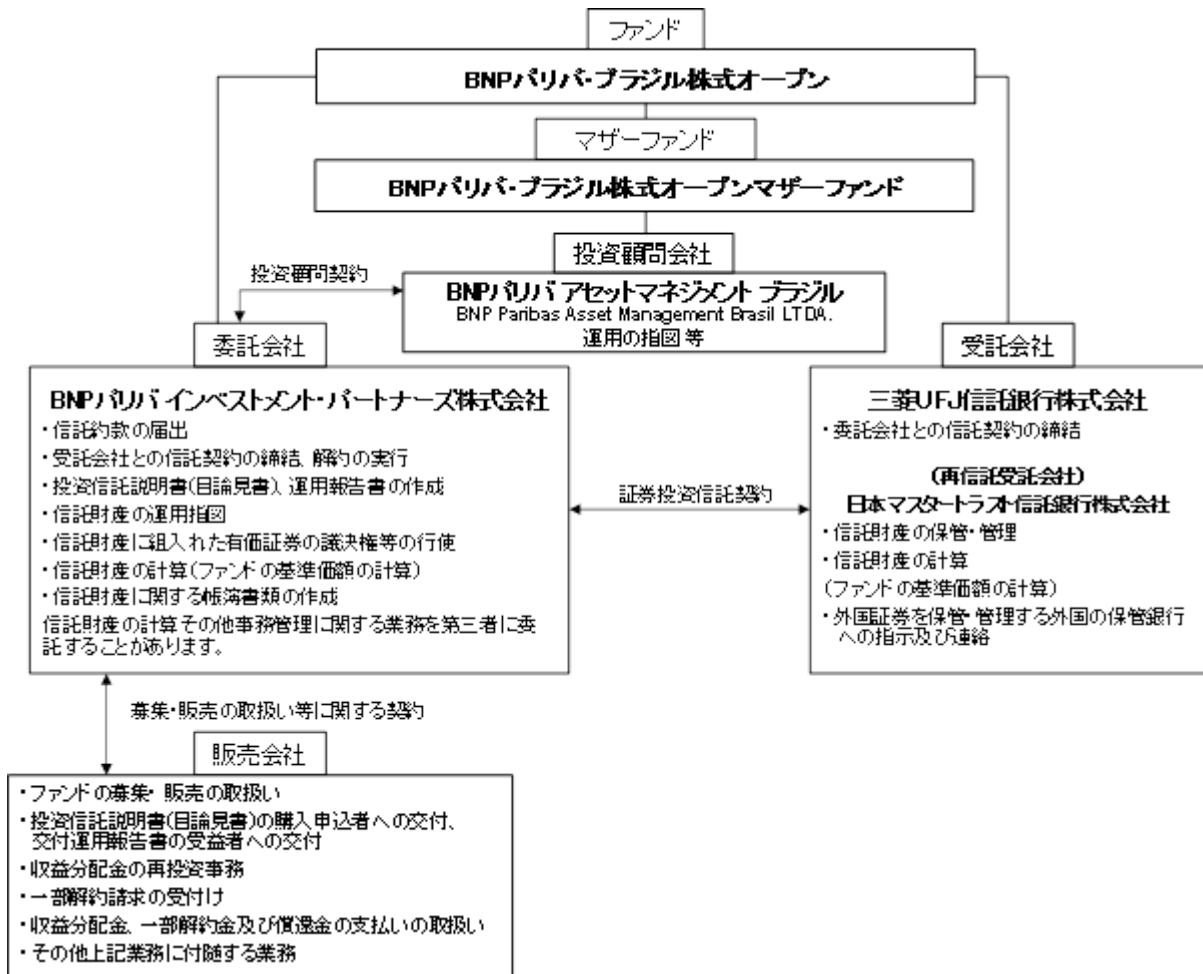 ファンド
BNPパリバ・ブラジル株式オープン
マザーファンド
BNPパリバ・ブラジル株式オープンマザーファンド
投資顧問会社
投資顧問契約
BNPパリバ アセットマネジメント ブラジル
BNP Paribas Asset Management Brasil LTDA.
運用の指図等
委託会社
BNPパリバ インベストメント・パートナーズ株式会社
・信託約款の届出
・受託会社との信託契約の締結、解約の実行
・投資信託説明書(目論見書)、運用報告書の作成
・信託財産の運用指図
・信託財産に組入れた有価証券の議決権等の行使
・信託財産の計算(ファンドの基準価額の計算)
・信託財産に関する帳簿書類の作成
信託財産の計算その他事務管理に関する業務を第三者に委
託することがあります。
証券投資信託契約
受託会社
三菱UFJ信託銀行株式会社
・委託会社との信託契約の締結
(再信託受託会社)
日本マスタートラスト信託銀行株式会社
・信託財産の保管・管理
・信託財産の計算
(ファンドの基準価額の計算)
・外国証券を保管・管理する外国の保管銀行
への指示及び連絡
募集・販売の取扱い等に関する契約
販売会社
・ファンドの募集・販売の取扱い
・投資信託説明書(目論見書)の購入申込者への交付、
交付運用報告書の受益者への交付
・収益分配金の再投資事務
・一部解約請求の受付け
・収益分配金、一部解約金及び償還金の支払いの取扱い
・その他上記業務に付随する業務